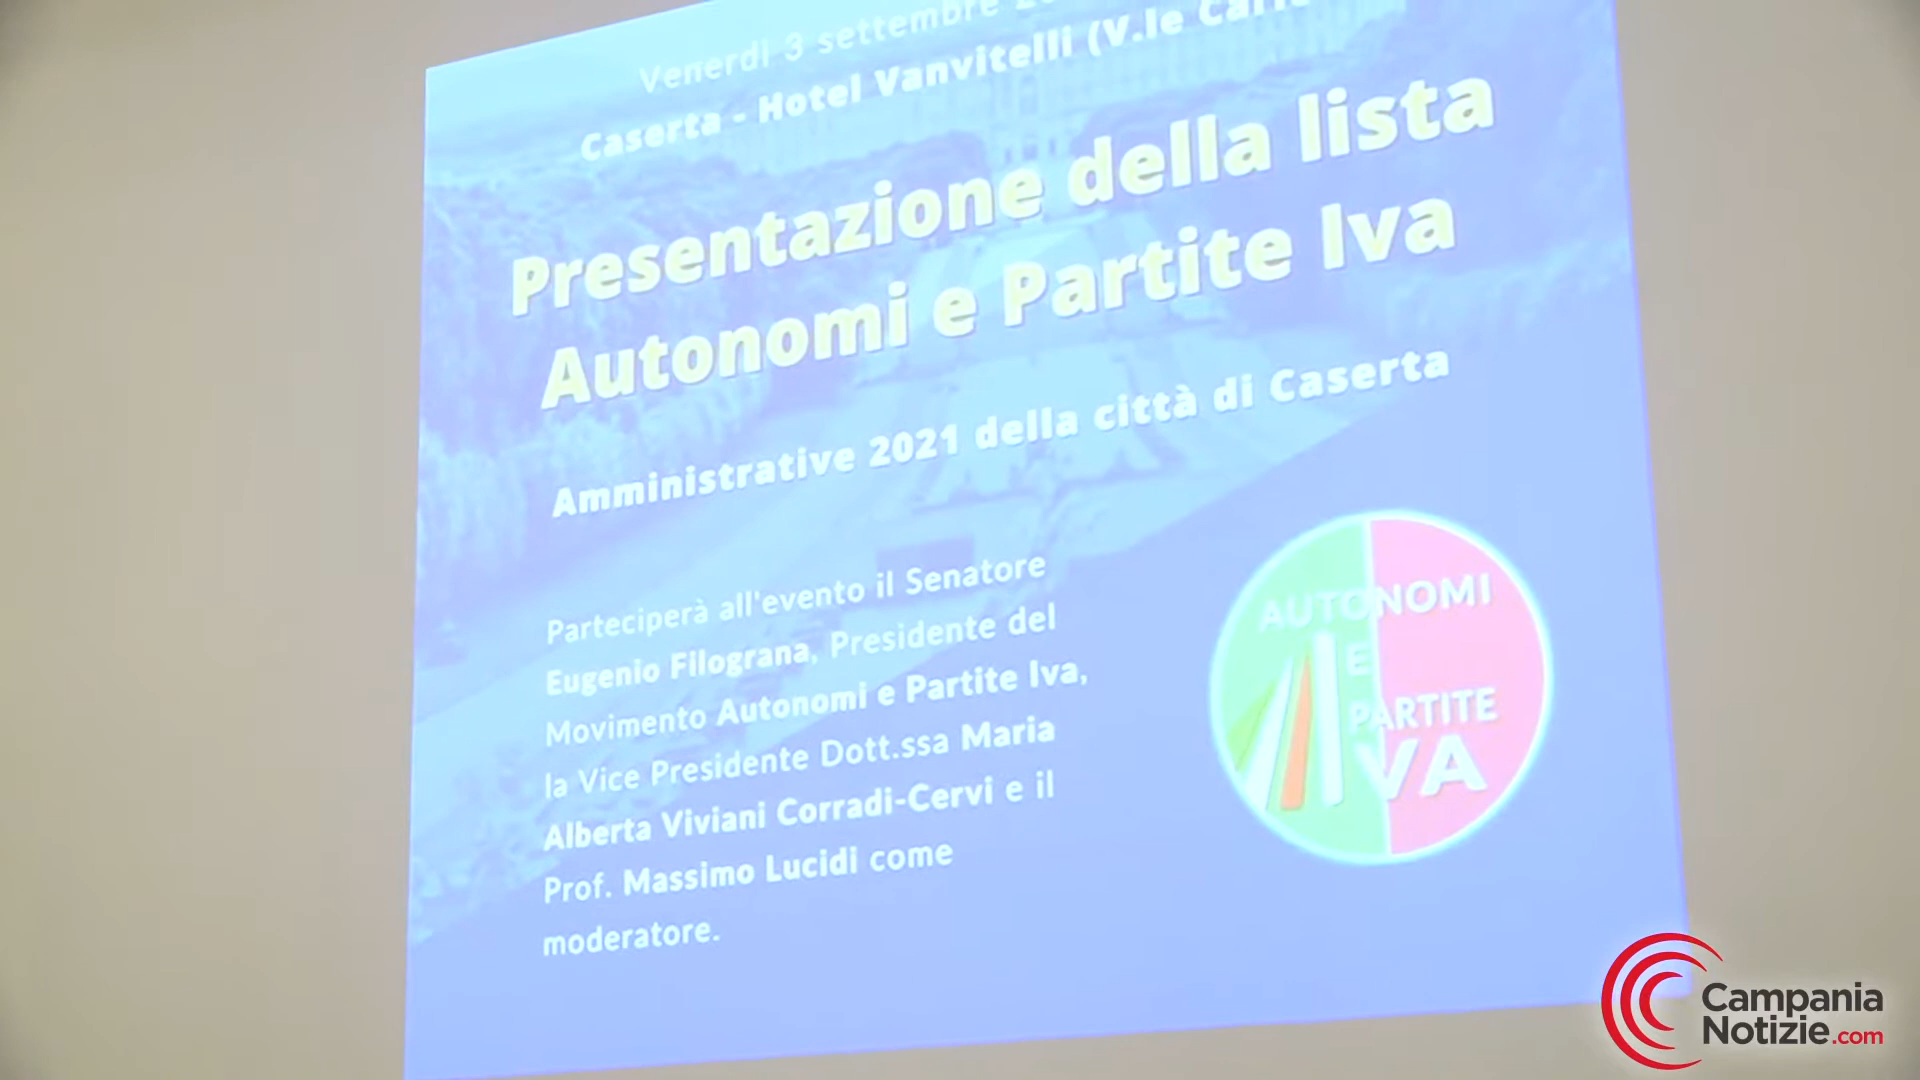 Venerdì 3 settembre
Caserta - Hotel Vanvitelli (V.le
Presentazione della lista
Autonomi e Partite Iva
Amministrative 2021 della città di Caserta
Parteciperà all'evento il Senatore
Eugenio Filograna, Presidente del
Movimento Autonomi e Partite Iva,
la Vice Presidente Dott.ssa Maria
Alberta Viviani Corradi-Cervi e il
Prof. Massimo Lucidi come
moderatore.
AUTONOMI
E
PARTITE
IVA
Campania
Notizie.com